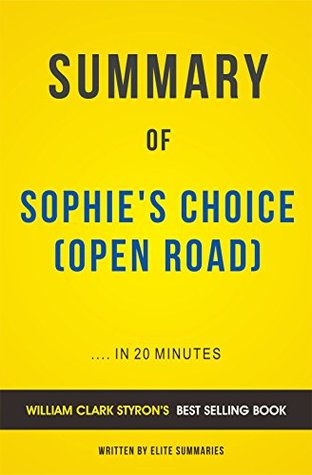 SUMMARY
OF
SOPHIE'S CHOICE
(OPEN ROAD)
.... IN 20 MINUTES
WILLIAM CLARK STYRON'S BEST SELLING BOOK
WRITTEN BY ELITE SUMMARIES